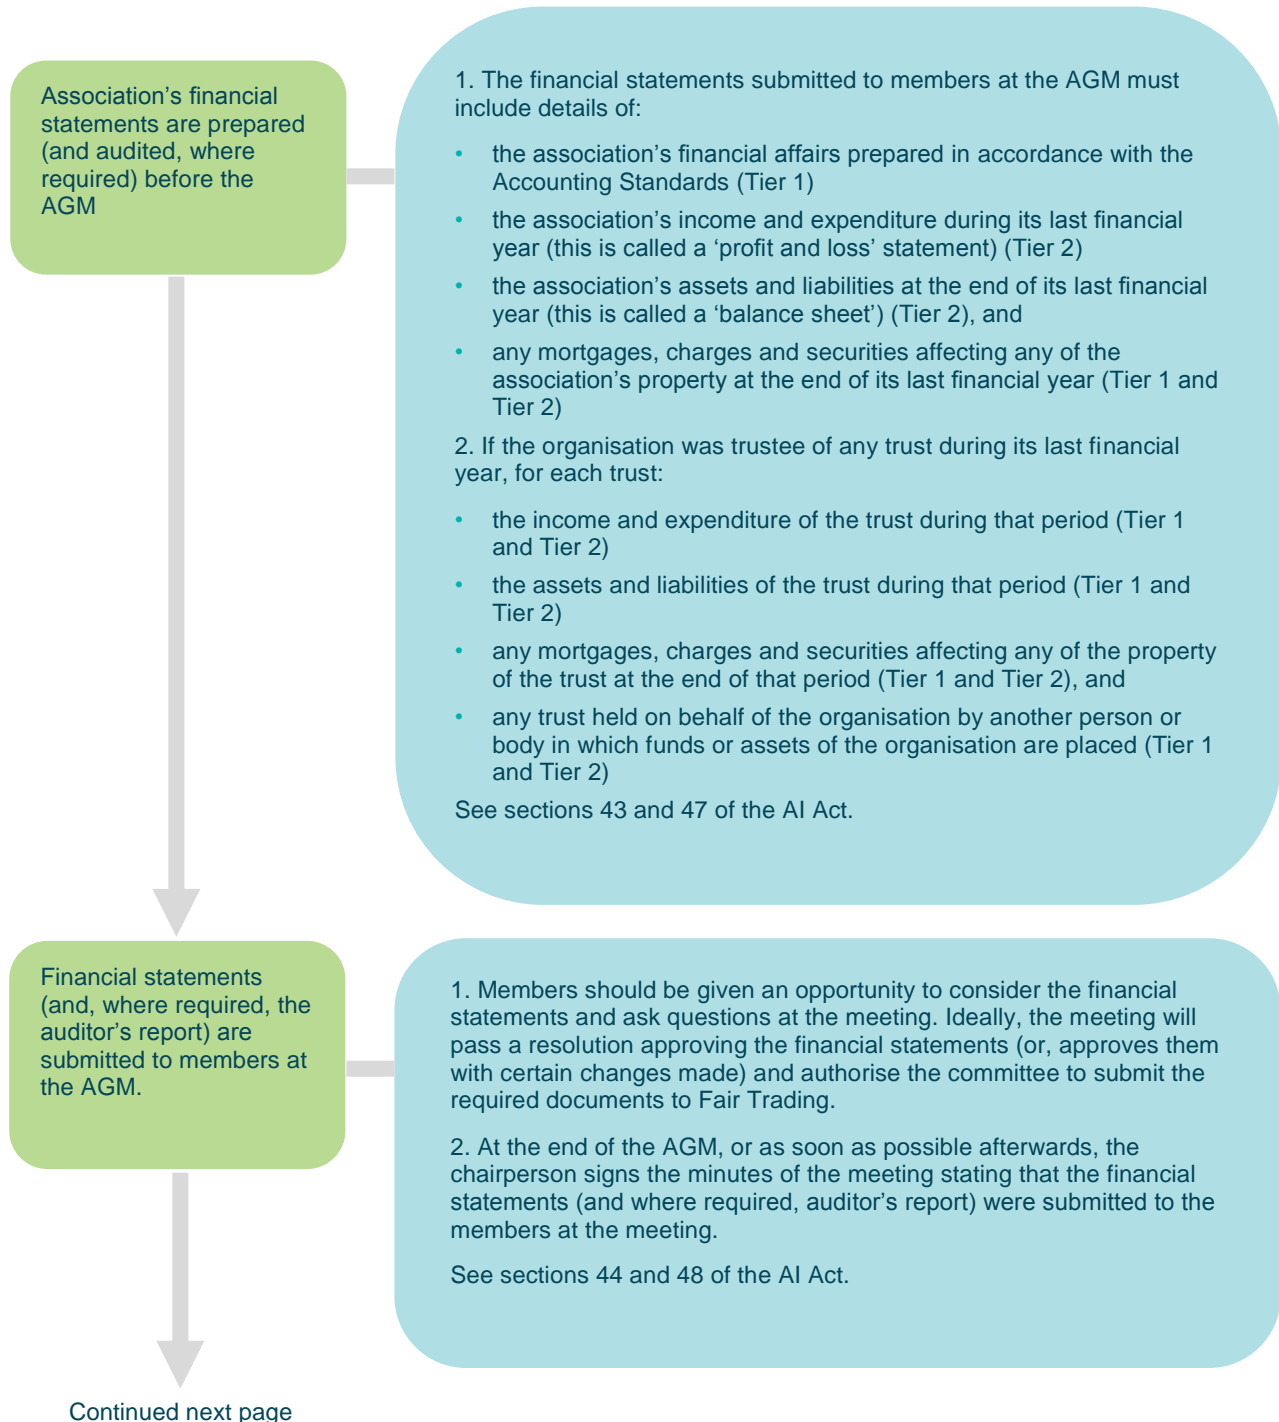 Association’s financial
statements are prepared
(and audited, where
required) before the
AGM
1. The financial statements submitted to members at the AGM must
include details of:
• the association’s financial affairs prepared in accordance with the
Accounting Standards (Tier 1)
• the association’s income and expenditure during its last financial
year (this is called a ‘profit and loss’ statement) (Tier 2)
• the association’s assets and liabilities at the end of its last financial
year (this is called a ‘balance sheet’) (Tier 2), and
• any mortgages, charges and securities affecting any of the
association’s property at the end of its last financial year (Tier 1 and
Tier 2)
2. If the organisation was trustee of any trust during its last financial
year, for each trust:
• the income and expenditure of the trust during that period (Tier 1
and Tier 2)
• the assets and liabilities of the trust during that period (Tier 1 and
Tier 2)
• any mortgages, charges and securities affecting any of the property
of the trust at the end of that period (Tier 1 and Tier 2), and
• any trust held on behalf of the organisation by another person or
body in which funds or assets of the organisation are placed (Tier 1
and Tier 2)
See sections 43 and 47 of the AI Act.
Financial statements
(and, where required, the
auditor’s report) are
submitted to members at
the AGM.
1. Members should be given an opportunity to consider the financial
statements and ask questions at the meeting. Ideally, the meeting will
pass a resolution approving the financial statements (or, approves them
with certain changes made) and authorise the committee to submit the
required documents to Fair Trading.
2. At the end of the AGM, or as soon as possible afterwards, the
chairperson signs the minutes of the meeting stating that the financial
statements (and where required, auditor’s report) were submitted to the
members at the meeting.
See sections 44 and 48 of the AI Act.
Continued next page